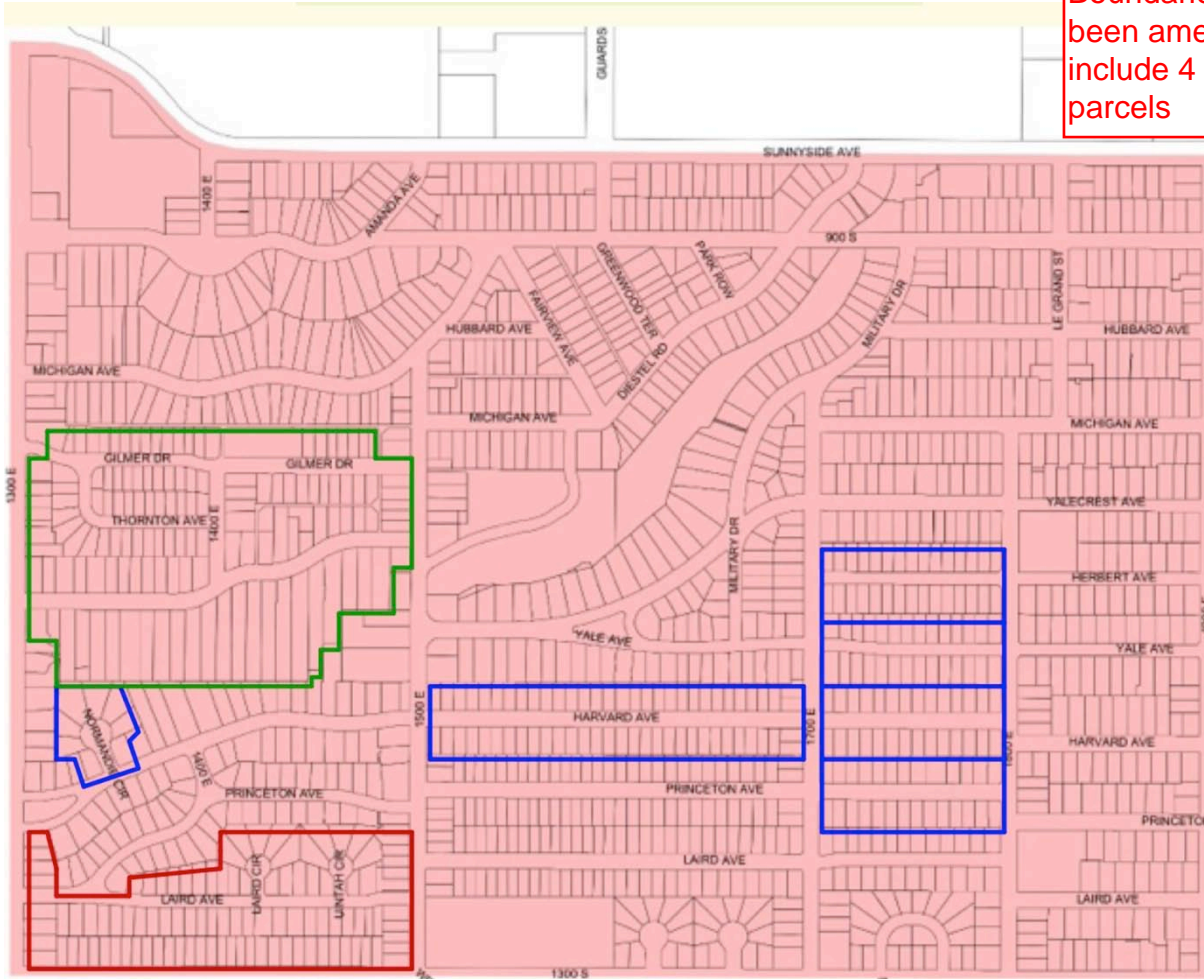 been ame
include 4
parcels
GUARDS
SUNNYSIDE AVE
1400 E
AMANDA AVE
900 S
GREENWOOD TER
PARK ROW
LE GRAND ST
FAIRVIEW AVE
MILITARY DR
HUBBARD AVE
HUBBARD AVE
DIESTEL RD
MICHIGAN AVE
MICHIGAN AVE
MICHIGAN AVE
GILMER DR
GILMER DR
1300 E
YALECREST AVE
THORNTON AVE
1400 E
MILITARY DR
HERBERT AVE
YALE AVE
YALE AVE
NORMANDIE CIR
1500 E
HARVARD AVE
1700 E
HARVARD AVE
1800 E
1400 E
PRINCETON AVE
PRINCETON AVE
PRINCETO
LAIRD AVE
LAIRD CIR
UINTAH CIR
LAIRD AVE
LAIRD AVE
1300 S